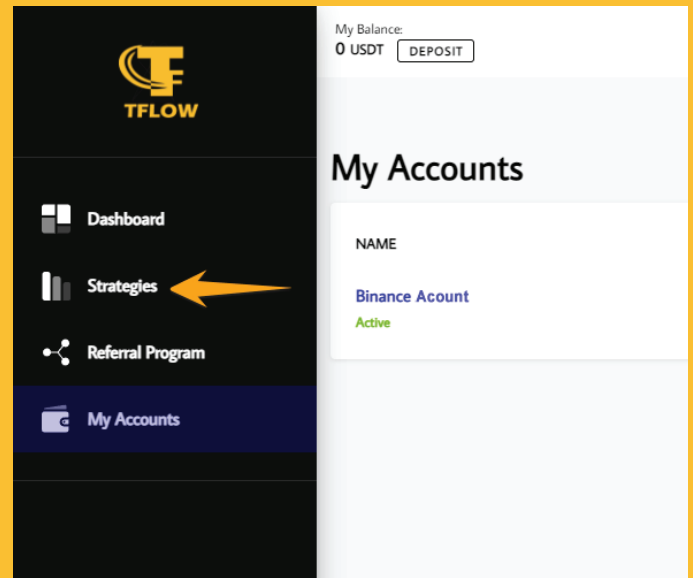 TFLOW
My Balance:
0 USDT DEPOSIT
My Accounts
Dashboard
Strategies
Referral Program
My Accounts
NAME
Binance Acount
Active